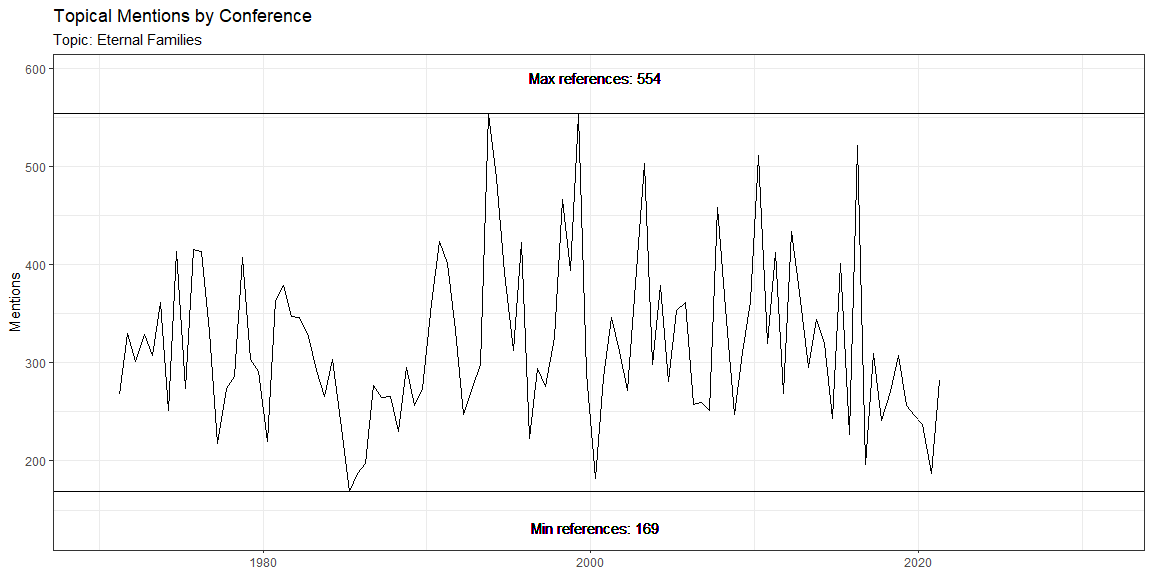 Topical Mentions by Conference
Topic: Eternal Families
600
Max references: 554
500
400
Mentions
300
200
Min references: 169
1980
2000
2020